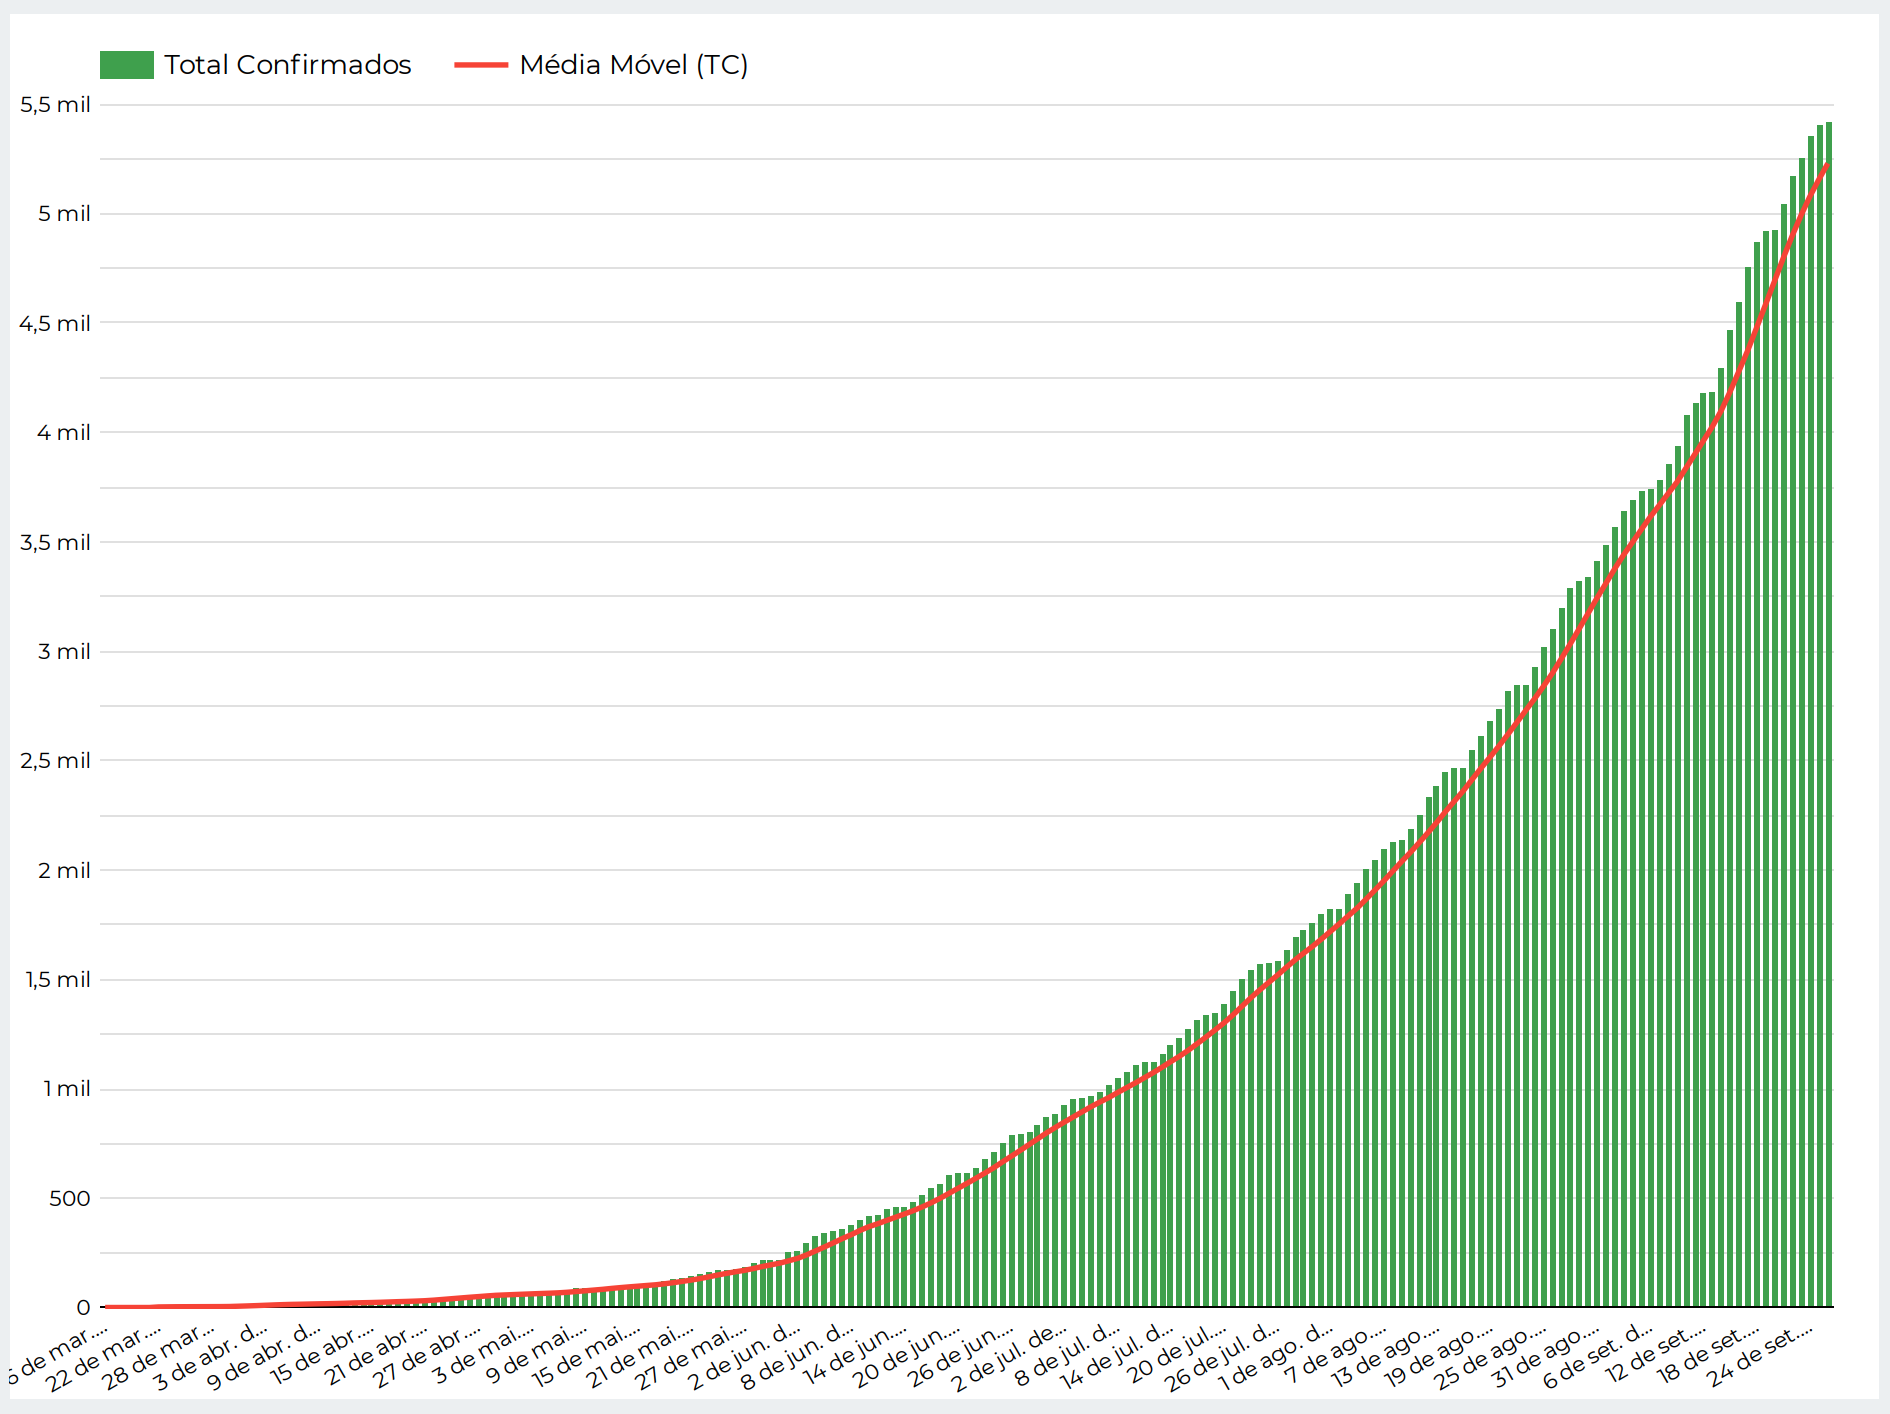 Total Confirmados
Média Móvel (TC)
5,5 mil
5 mil
4,5 mil
4 mil
3,5 mil
3 mil
2,5 mil
2 mil
1,5 mil
1 mil
500
0
6 de mar....
22 de mar....
28 de mar...
3 de abr. d...
9 de abr. d...
15 de abr...
21 de abr....
27 de abr....
3 de mai....
9 de mai....
15 de mai....
21 de mai....
27 de mai....
2 de jun. d...
8 de jun. d...
14 de jun....
20 de jun....
26 de jun....
2 de jul. de...
8 de jul. d...
14 de jul. d...
20 de jul....
26 de jul. d...
1 de ago. d...
7 de ago....
13 de ago....
19 de ago....
25 de ago....
31 de ago....
6 de set. d...
12 de set....
18 de set....
24 de set....